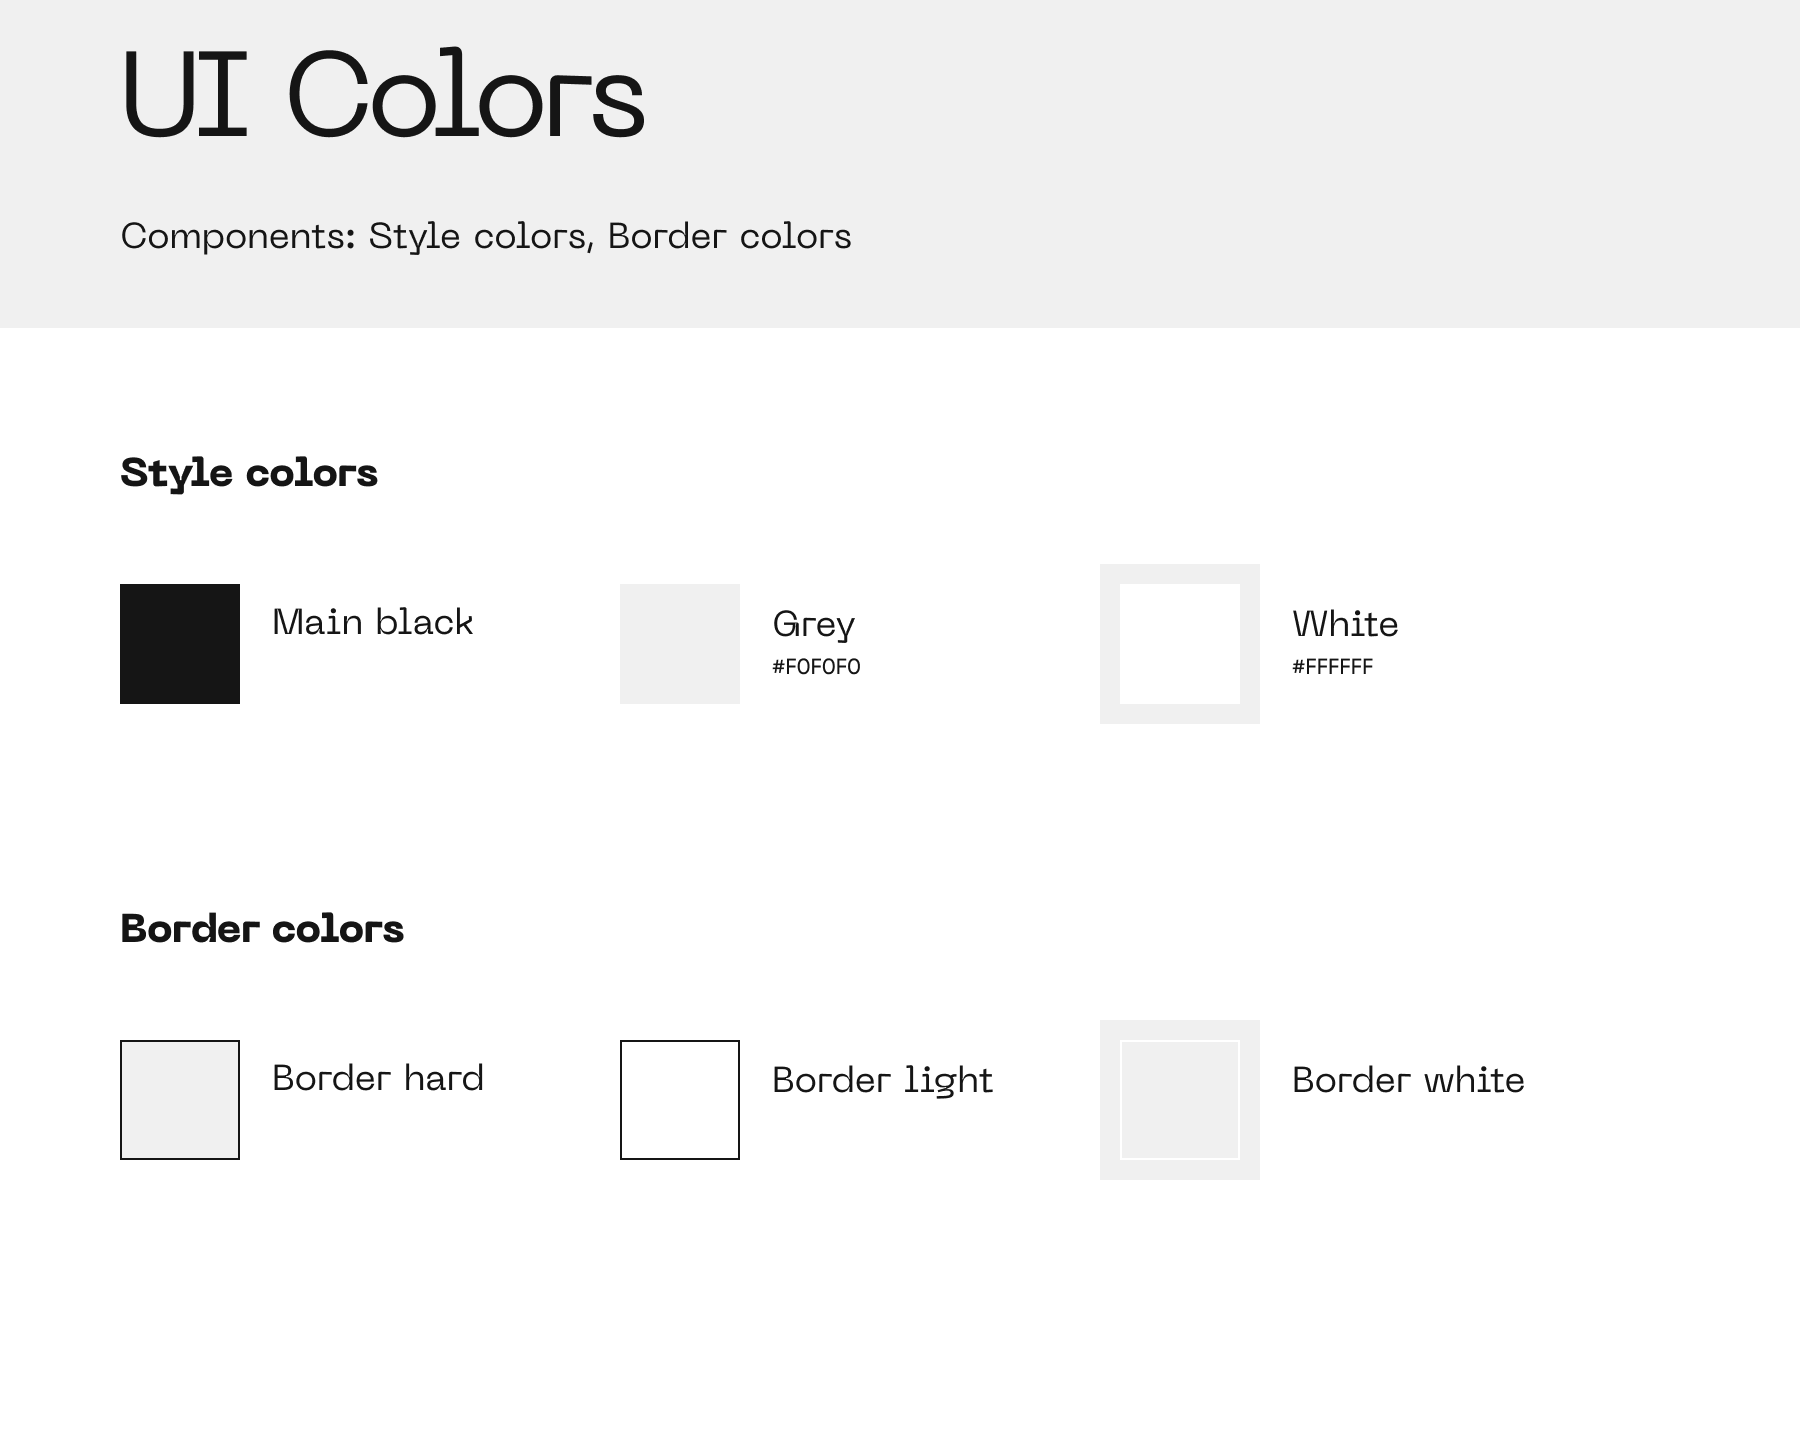 UI Colors
Components: Style colors, Border colors
Style colors
Main black
Grey
#F0F0F0
White
#FFFFFF
Border colors
Border hard
Border light
Border white